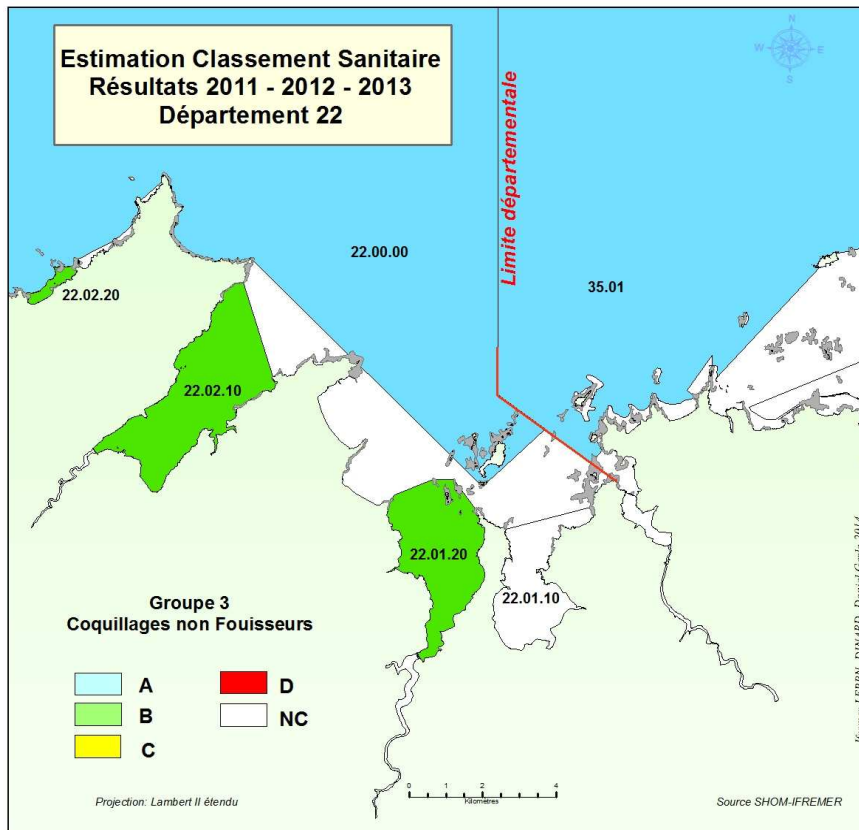 Estimation Classement Sanitaire
Résultats 2011 - 2012 - 2013
Département 22
N
W
E
S
Limite départementale
22.00.00
35.01
22.02.20
22.02.10
22.01.20
22.01.10
Groupe 3
Coquillages non Fouisseurs
A
D
B
NC
C
0 2 4
Kilomètres
Projection: Lambert II étendu
Source SHOM-IFREMER
2014